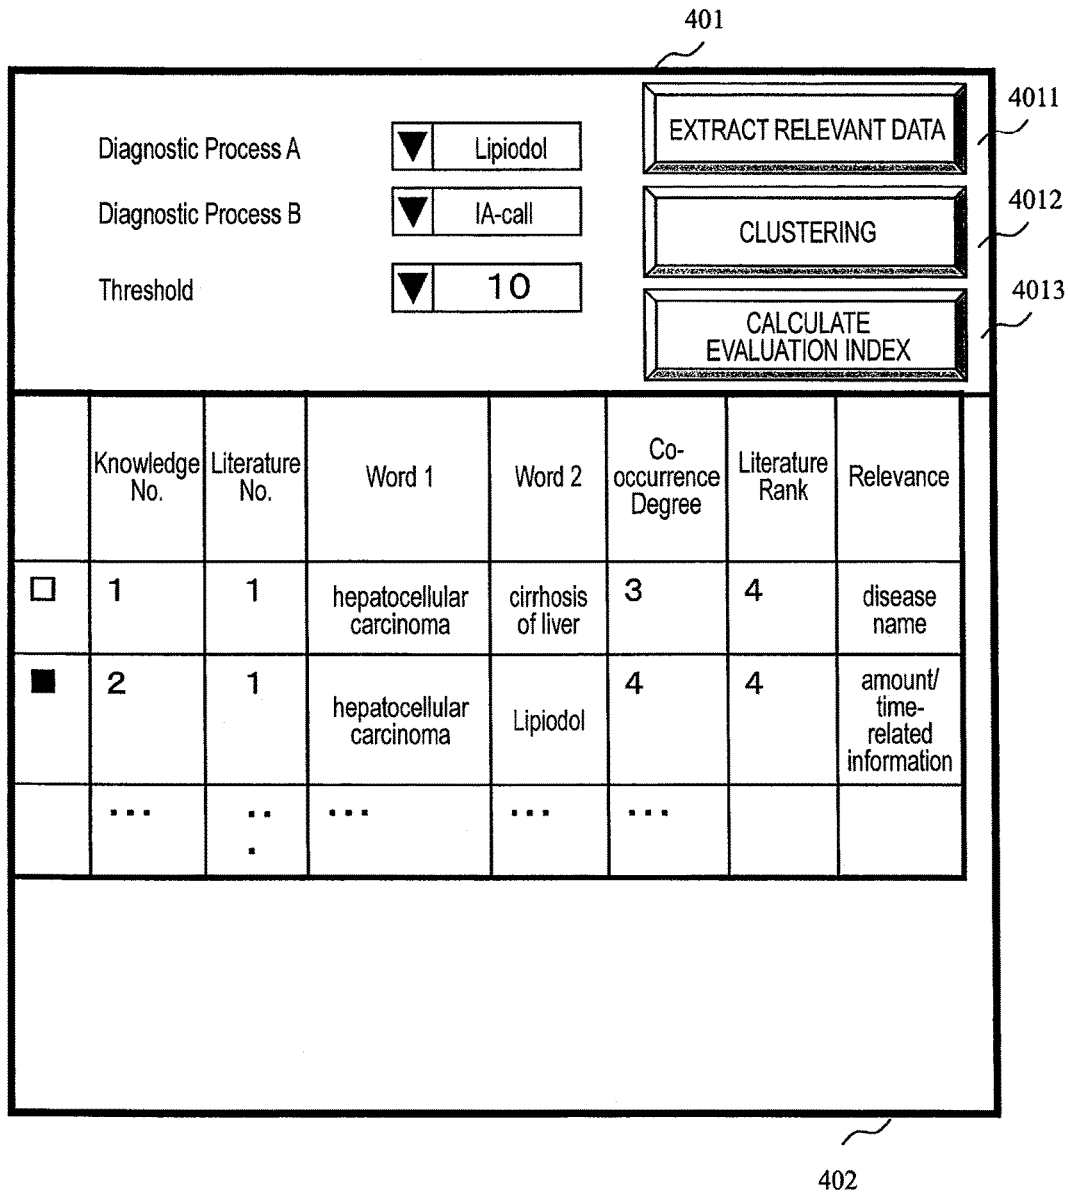 401
Diagnostic Process A
▼ Lipiodol
EXTRACT RELEVANT DATA
4011
Diagnostic Process B
▼ IA-call
CLUSTERING
4012
Threshold
▼ 10
CALCULATE
EVALUATION INDEX
4013
Knowledge
No.
Literature
No.
Word 1
Word 2
Co-
occurrence
Degree
Literature
Rank
Relevance
□ 1
1
hepatocellular
carcinoma
cirrhosis
of liver
3
4
disease
name
■ 2
1
hepatocellular
carcinoma
Lipiodol
4
4
amount/
time-
related
information
...
...
...
...
...
402